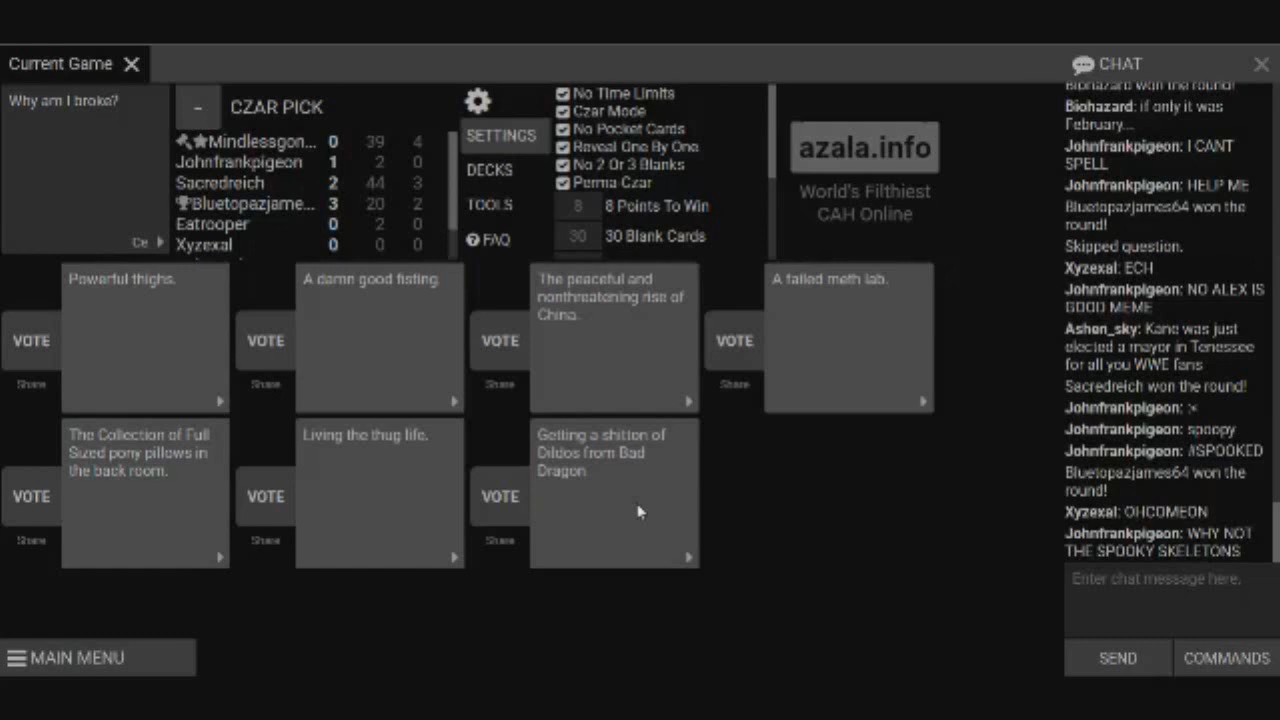 Current Game
Why am I broke?
Ce
-
CZAR PICK
Mindlessgon... 0 39 4
Johnfrankpigeon 1 2 0
Sacredreich 2 44 3
Bluetopazjame... 3 20 2
Eatrooper 0 2 0
Xyzexal 0 0 0
SETTINGS
DECKS
TOOLS
FAQ
No Time Limits
Czar Mode
No Pocket Cards
Reveal One By One
No 2 Or 3 Blanks
Perma Czar
8 8 Points To Win
30 30 Blank Cards
azala.info
World's Filthiest
CAH Online
VOTE
Share
Powerful thighs.
VOTE
Share
A damn good fisting.
VOTE
Share
The peaceful and
nonthreatening rise of
China.
VOTE
Share
A failed meth lab.
VOTE
Share
The Collection of Full
Sized pony pillows in
the back room.
VOTE
Share
Living the thug life.
VOTE
Share
Getting a shitton of
Dildos from Bad
Dragon
MAIN MENU
CHAT
Biohazard won the round!
Biohazard: if only it was
February...
Johnfrankpigeon: I CANT
SPELL
Johnfrankpigeon: HELP ME
Bluetopazjames64 won the
round!
Skipped question.
Xyzexal: ECH
Johnfrankpigeon: NO ALEX IS
GOOD MEME
Ashen_sky: Kane was just
elected a mayor in Tenessee
for all you WWE fans
Sacredreich won the round!
Johnfrankpigeon: :<
Johnfrankpigeon: spoopy
Johnfrankpigeon: #SPOOKED
Bluetopazjames64 won the
round!
Xyzexal: OHCOMEON
Johnfrankpigeon: WHY NOT
THE SPOOKY SKELETONS
Enter chat message here.
SEND
COMMANDS